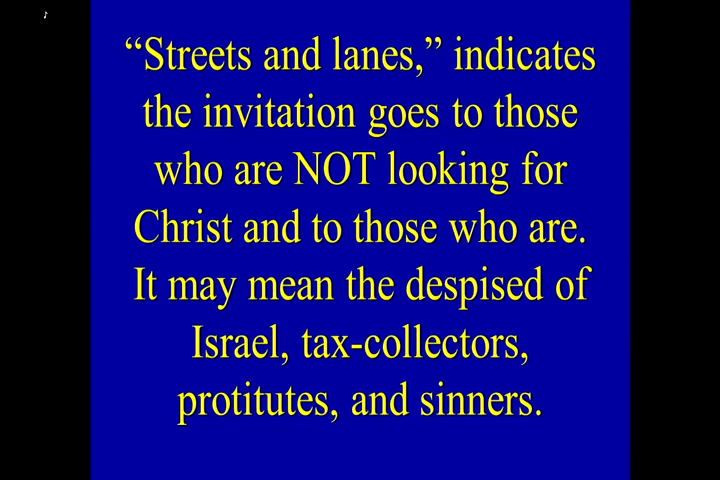 “Streets and lanes,” indicates
the invitation goes to those
who are NOT looking for
Christ and to those who are.
It may mean the despised of
Israel, tax-collectors,
protitutes, and sinners.